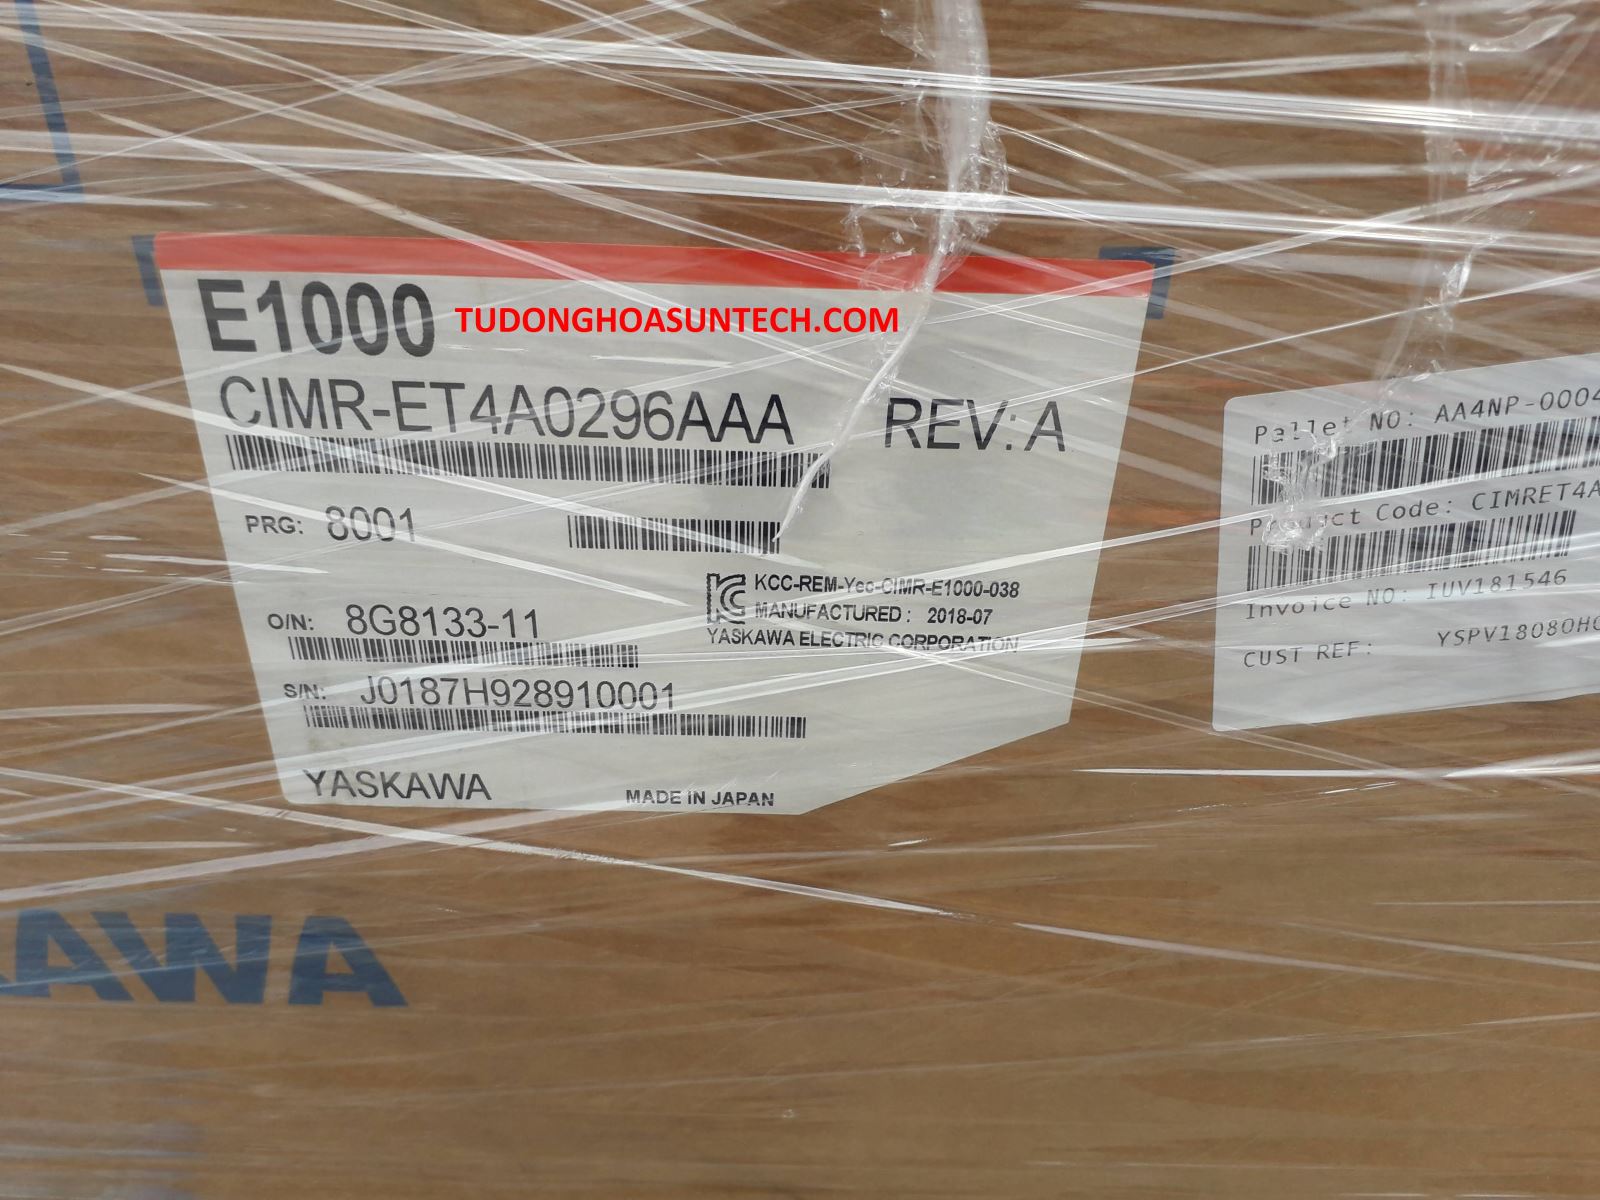 E1000
TUDONGHOASUNTECH.COM
CIMR-ET4A0296AAA REV: A
PRG: 8001
KCC-REM-Yec-CIMR-E1000-038
MANUFACTURED : 2018-07
YASKAWA ELECTRIC CORPORATION
O/N: 8G8133-11
S/N: J0187H928910001
YASKAWA
MADE IN JAPAN
Pallet NO: AA4NP-0004
Product Code: CIMRET4A
Invoice NO: IUV181546
CUST REF: YSPV18080H
KAWA